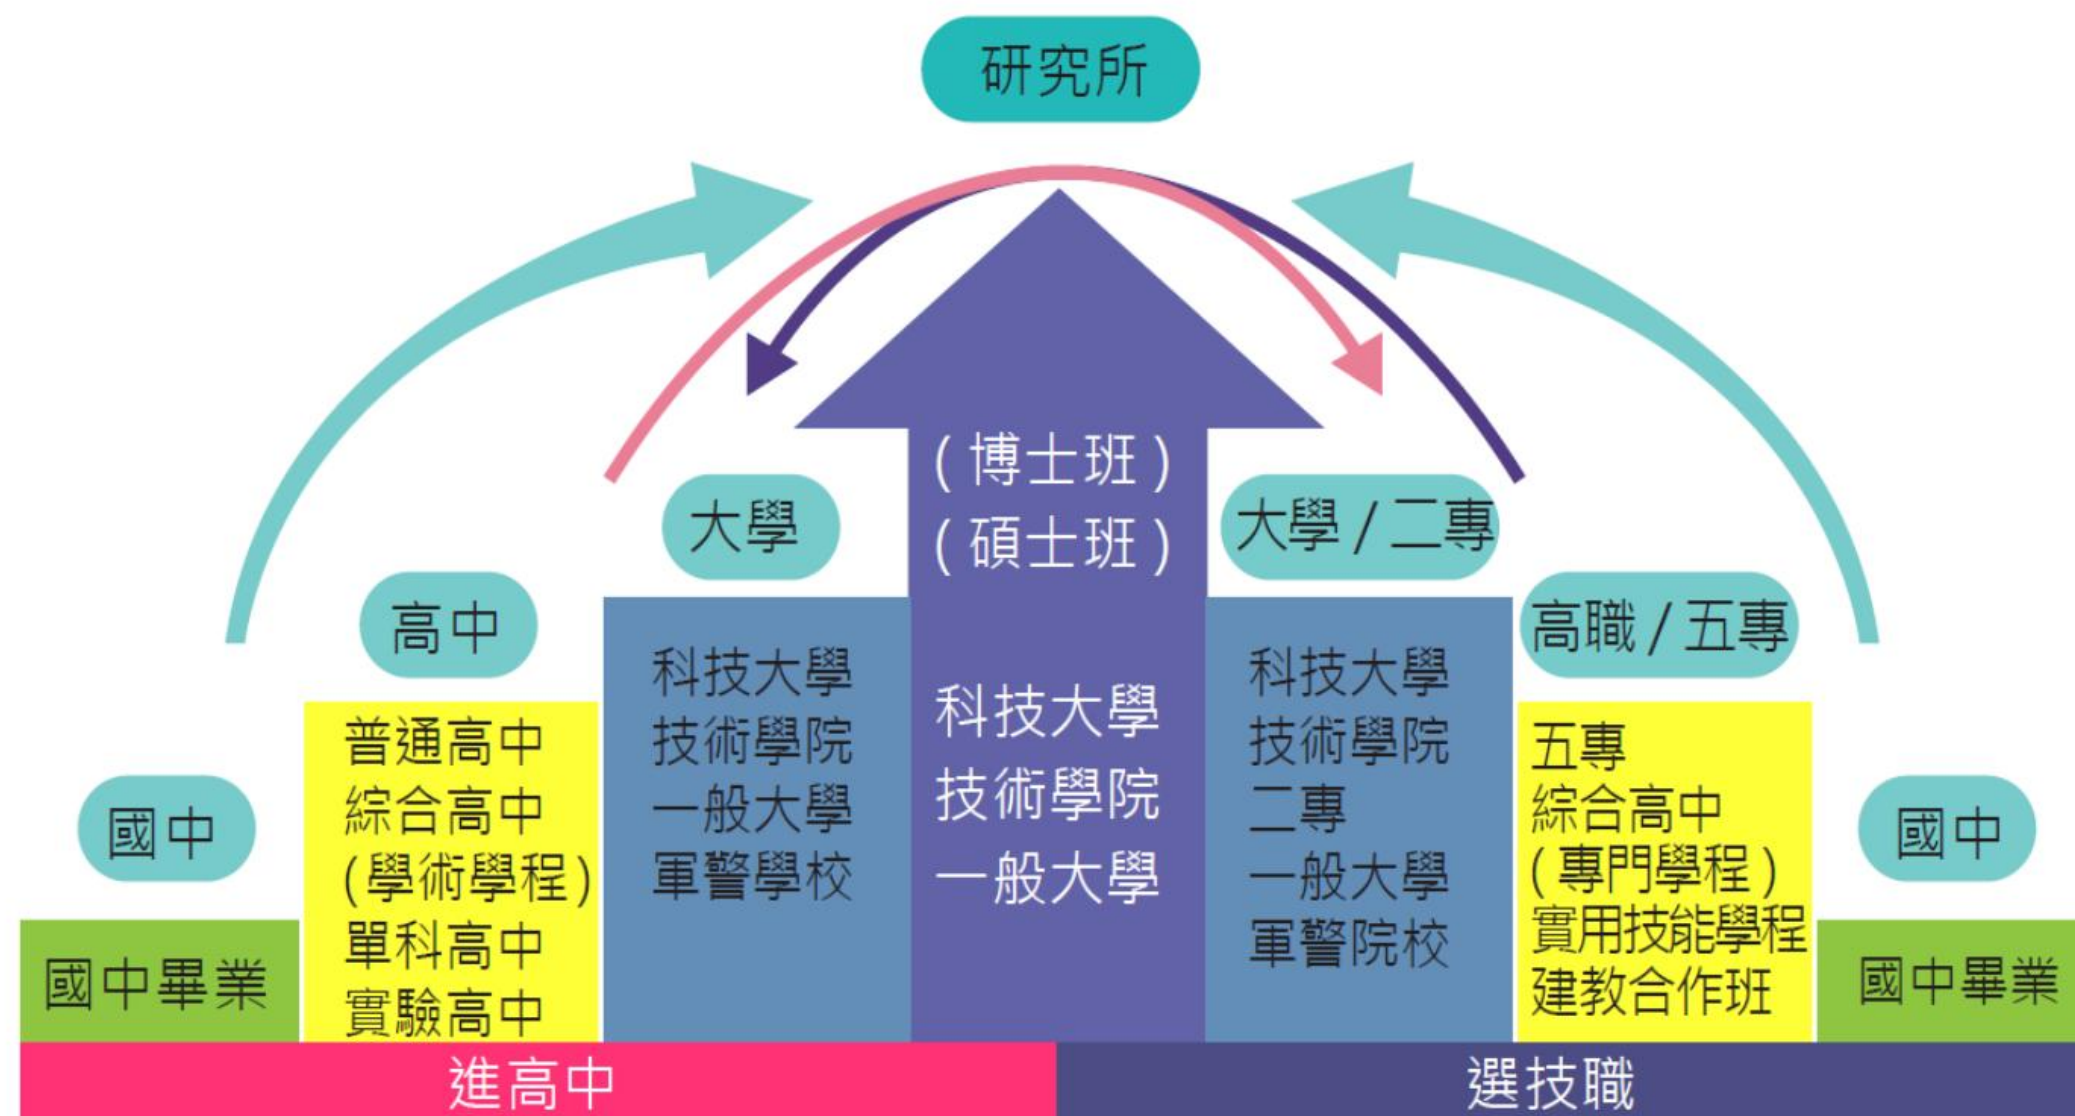 研究所
國中
國中畢業
高中
普通高中
綜合高中
(學術學程)
單科高中
實驗高中
大學
科技大學
技術學院
一般大學
軍警學校
(博士班)
(碩士班)
科技大學
技術學院
一般大學
大學/二專
科技大學
技術學院
二專
一般大學
軍警院校
高職/五專
五專
綜合高中
(專門學程)
實用技能學程
建教合作班
國中
國中畢業
進高中
選技職